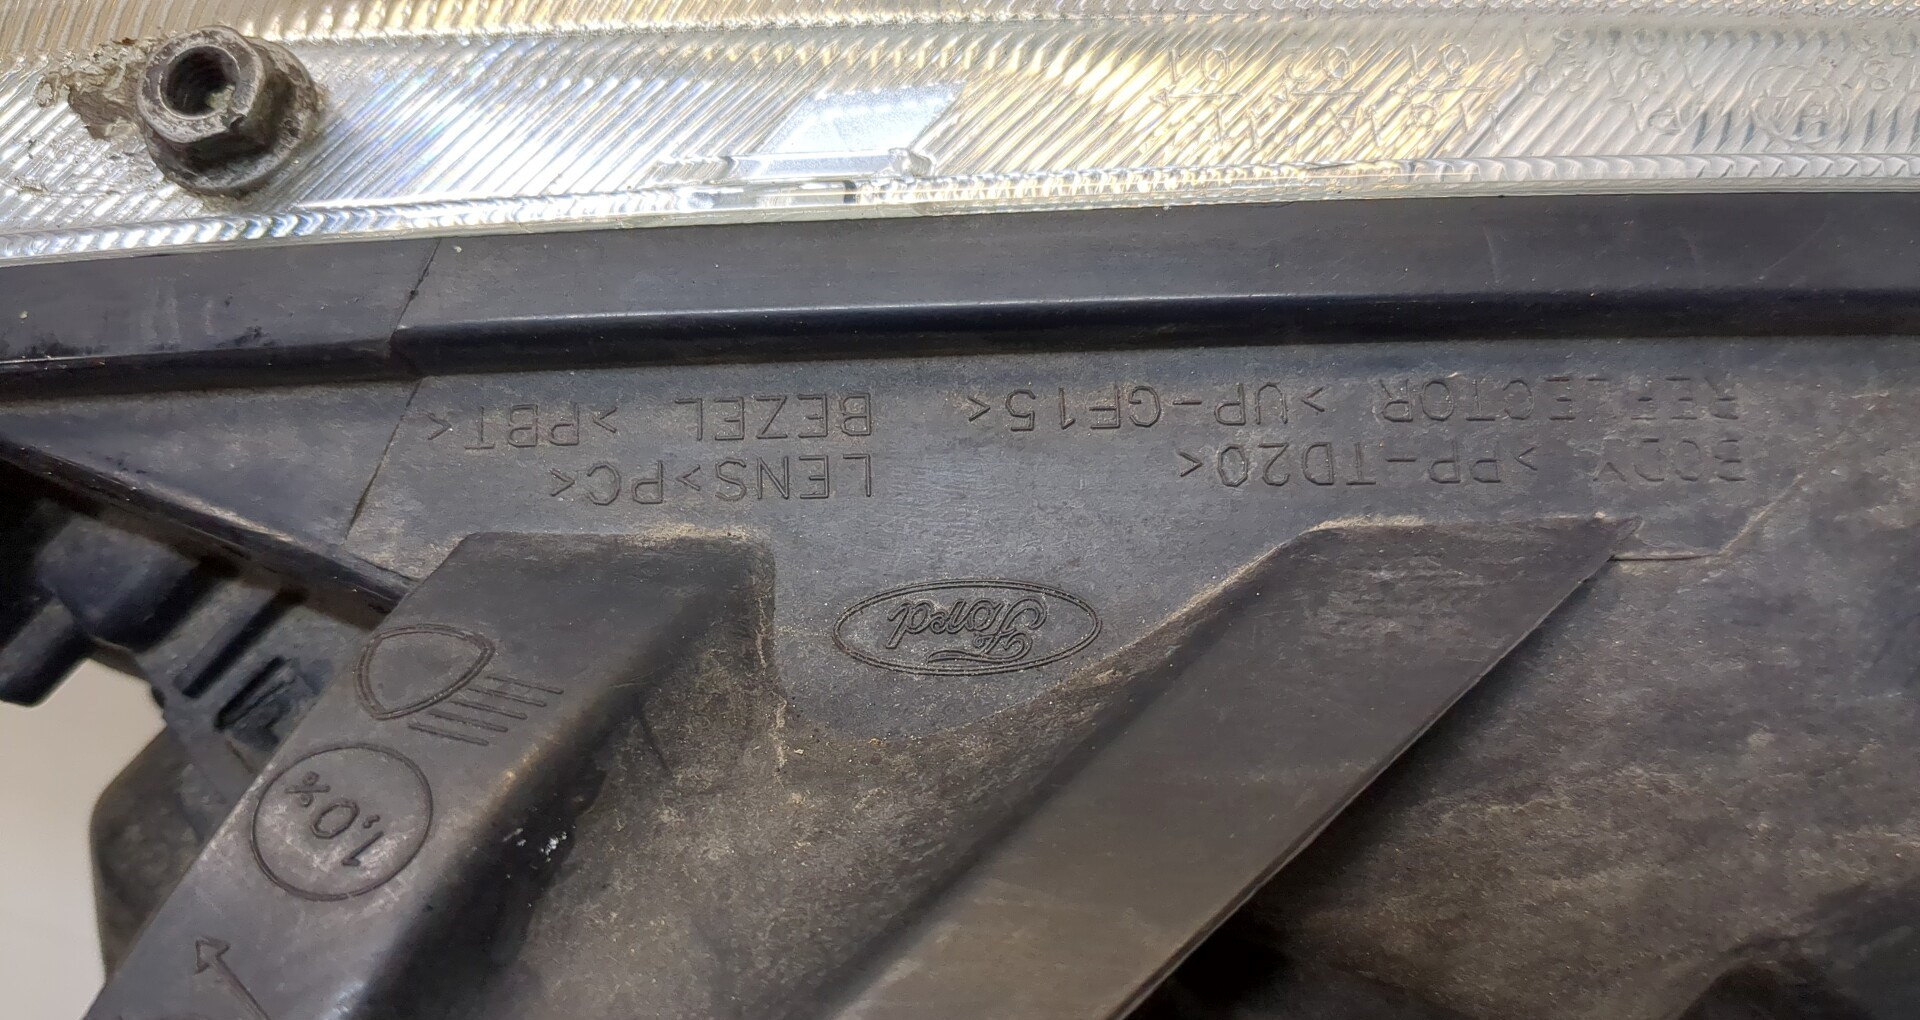 1.0%
Ford
BODY >PP-TD20< LENS>PC<
REFLECTOR >UP-GF15< BEZEL >PBT<